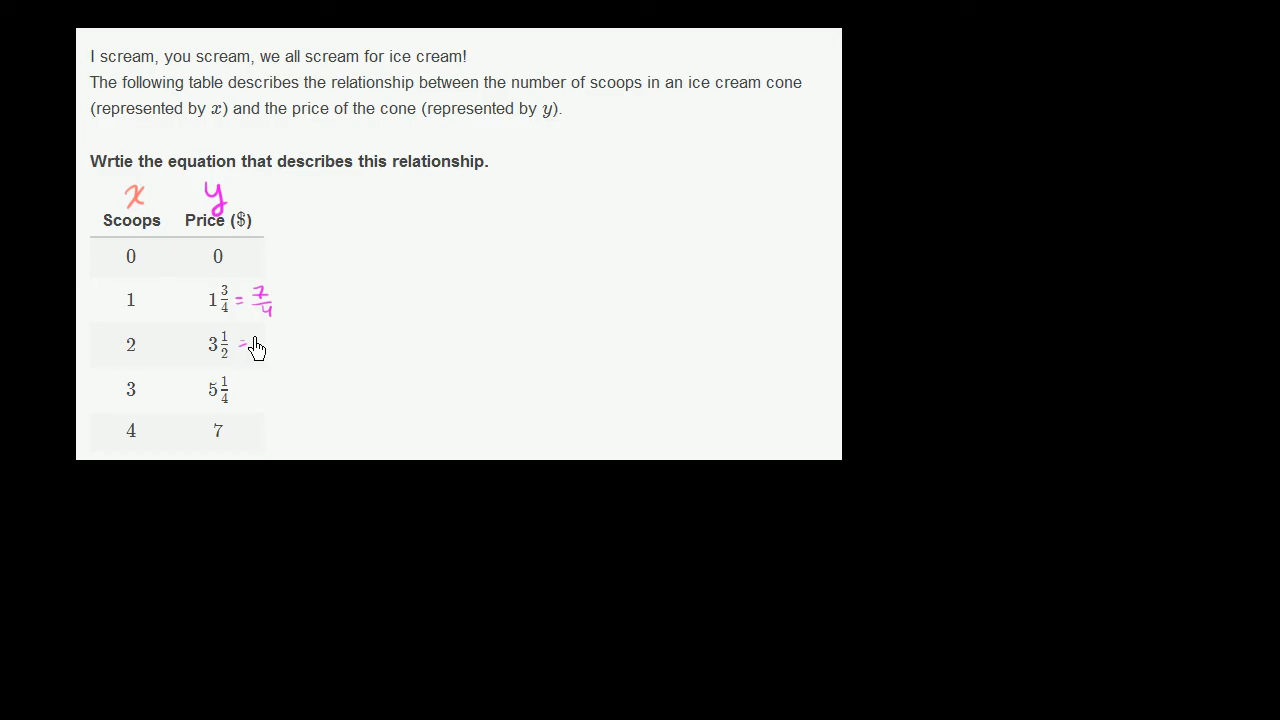 I scream, you scream, we all scream for ice cream!
The following table describes the relationship between the number of scoops in an ice cream cone
(represented by x) and the price of the cone (represented by y).
Wrtie the equation that describes this relationship.
x y
Scoops Price ($)
0 0
1 1 3/4 = 7/4
2 3 1/2 =
3 5 1/4
4 7